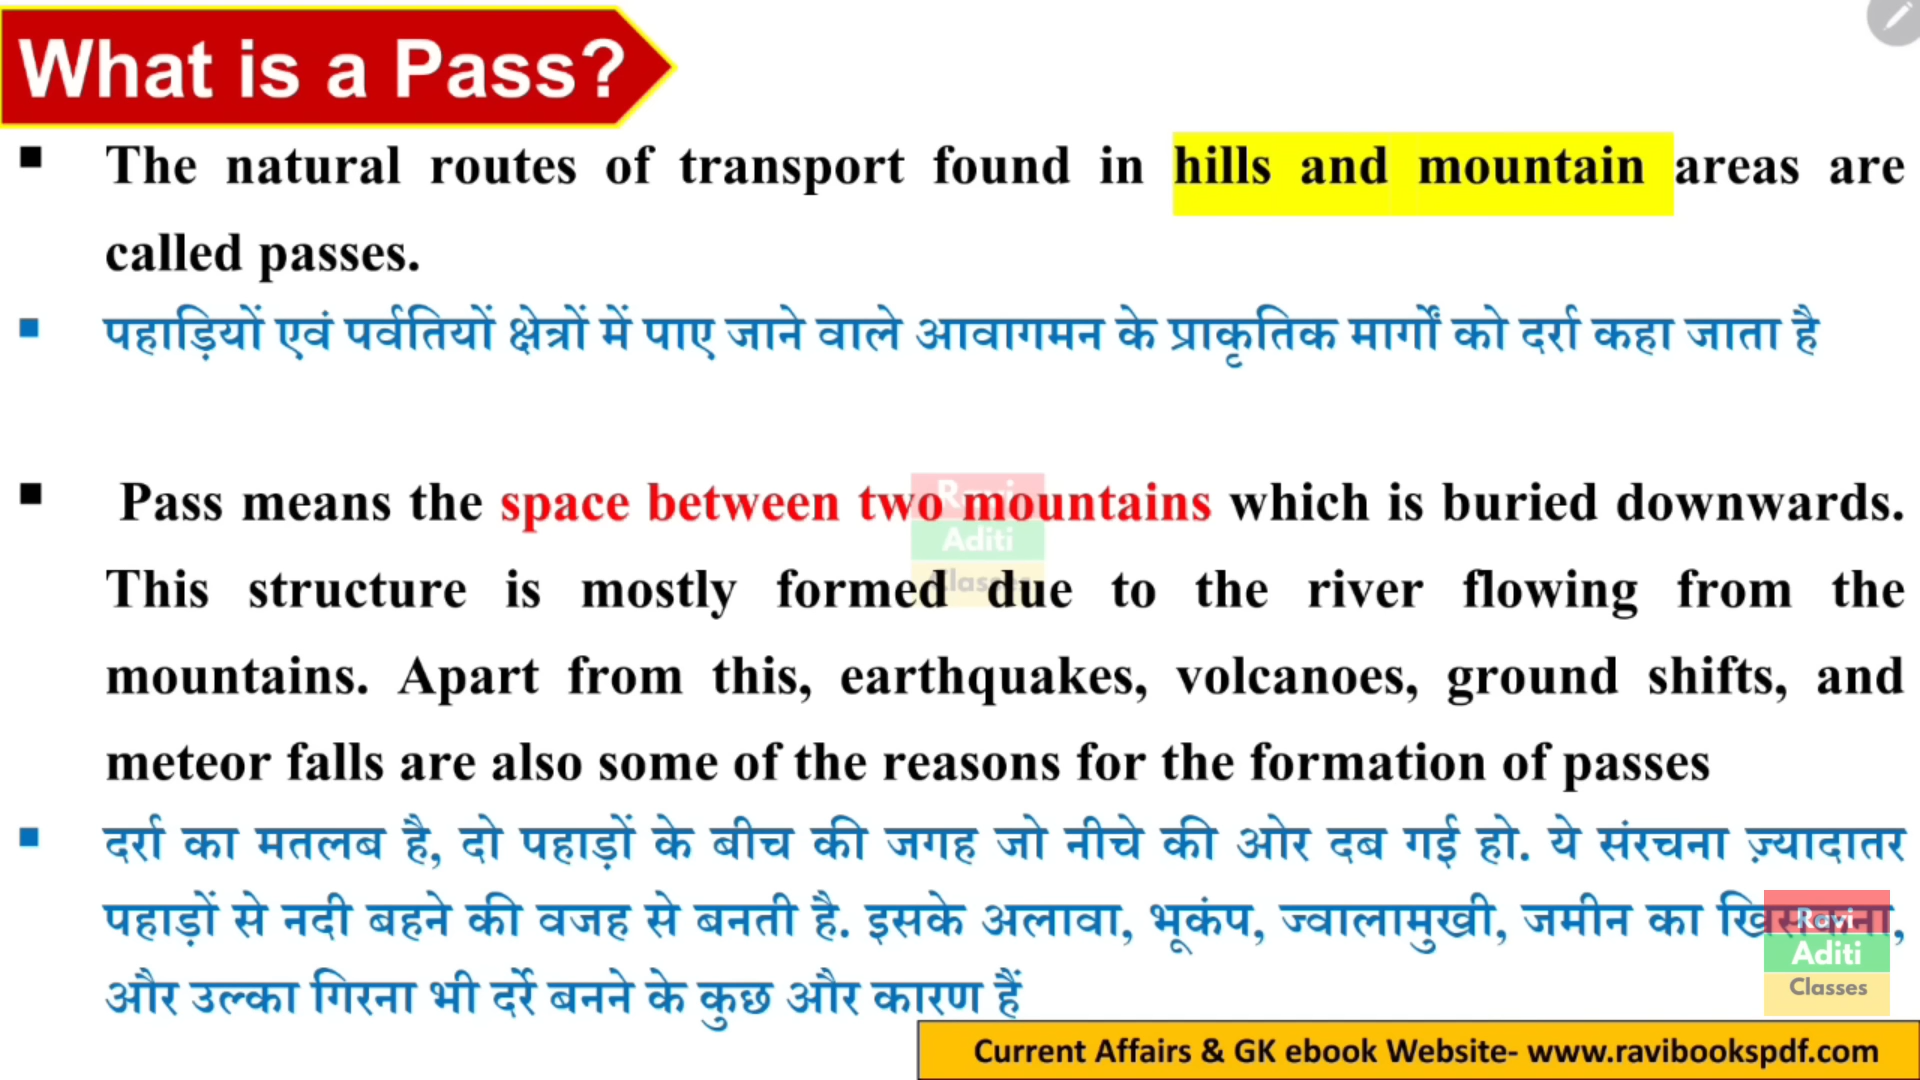 What is a Pass?
▪ The natural routes of transport found in hills and mountain areas are
called passes.
▪ पहाड़ियों एवं पर्वतियों क्षेत्रों में पाए जाने वाले आवागमन के प्राकृतिक मार्गों को दर्रा कहा जाता है
▪ Pass means the space between two mountains which is buried downwards.
This structure is mostly formed due to the river flowing from the
mountains. Apart from this, earthquakes, volcanoes, ground shifts, and
meteor falls are also some of the reasons for the formation of passes
▪ दर्रा का मतलब है, दो पहाड़ों के बीच की जगह जो नीचे की ओर दब गई हो. ये संरचना ज़्यादातर
पहाड़ों से नदी बहने की वजह से बनती है. इसके अलावा, भूकंप, ज्वालामुखी, जमीन का खिसकना,
और उल्का गिरना भी दर्रे बनने के कुछ और कारण हैं
Ravi
Aditi
Classes
Ravi
Aditi
Classes
Current Affairs & GK ebook Website- www.ravibookspdf.com